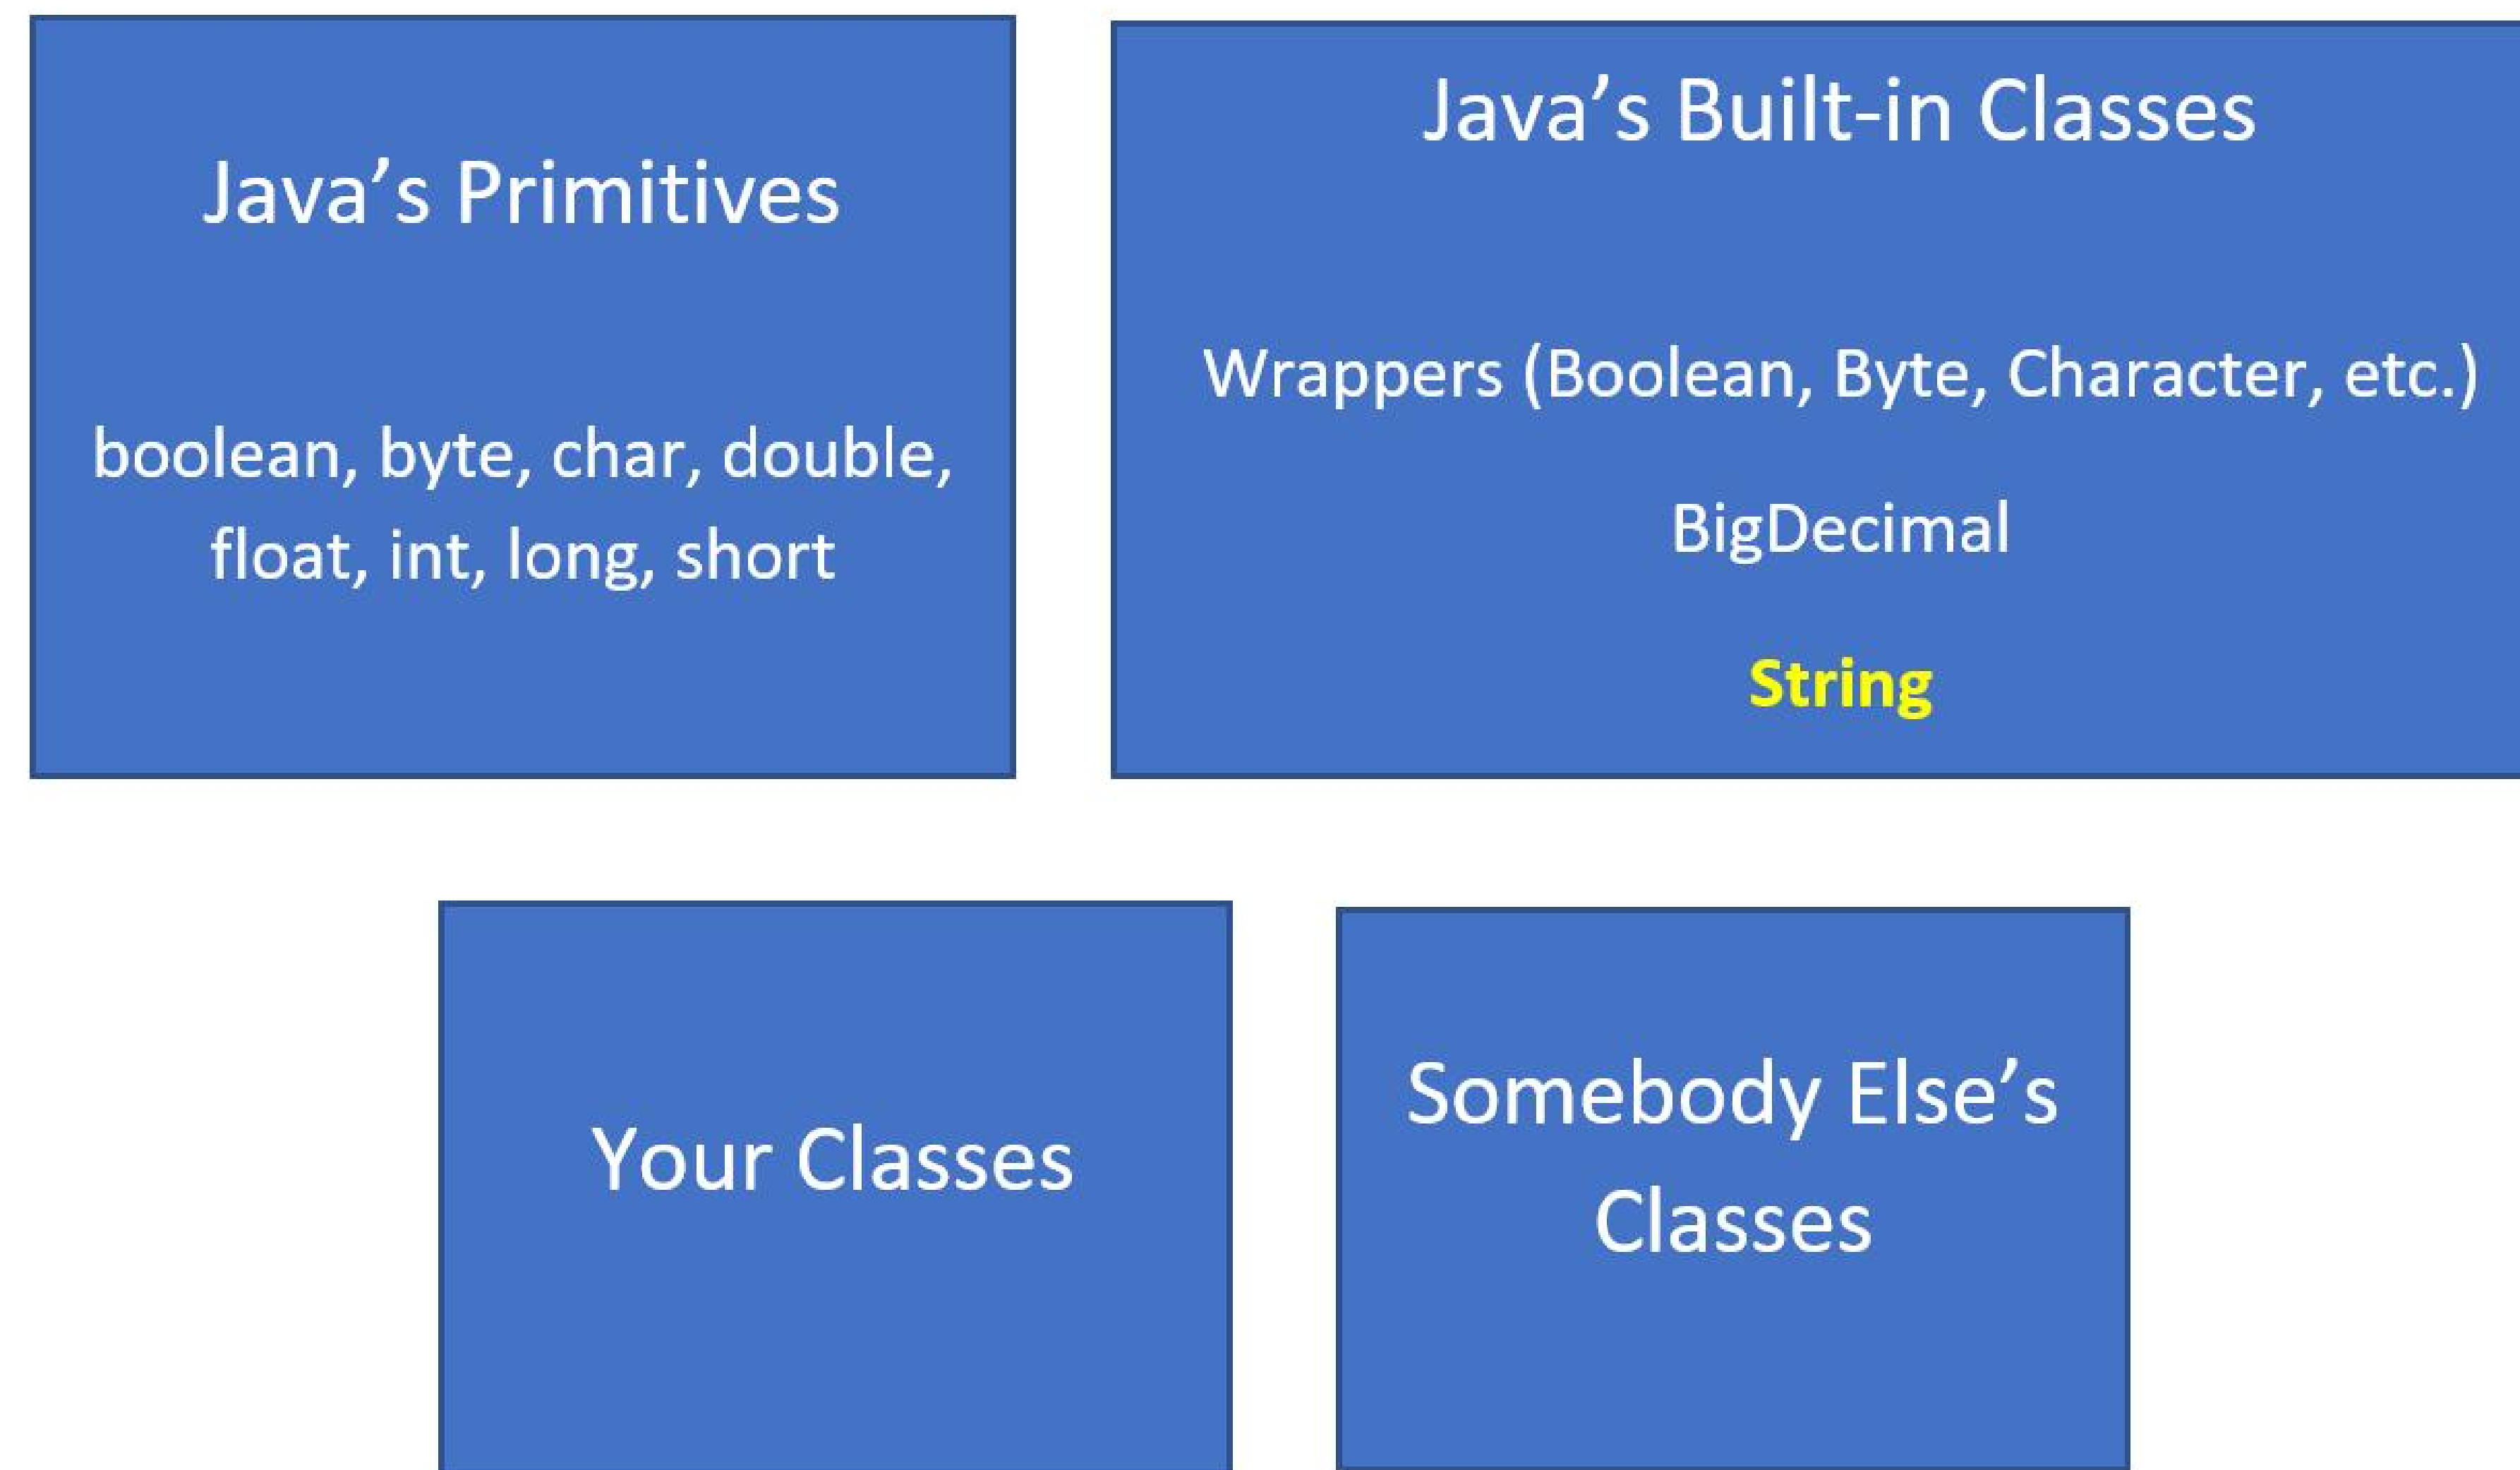 Java’s Primitives
boolean, byte, char, double,
float, int, long, short
Java’s Built-in Classes
Wrappers (Boolean, Byte, Character, etc.)
BigDecimal
String
Your Classes
Somebody Else’s
Classes